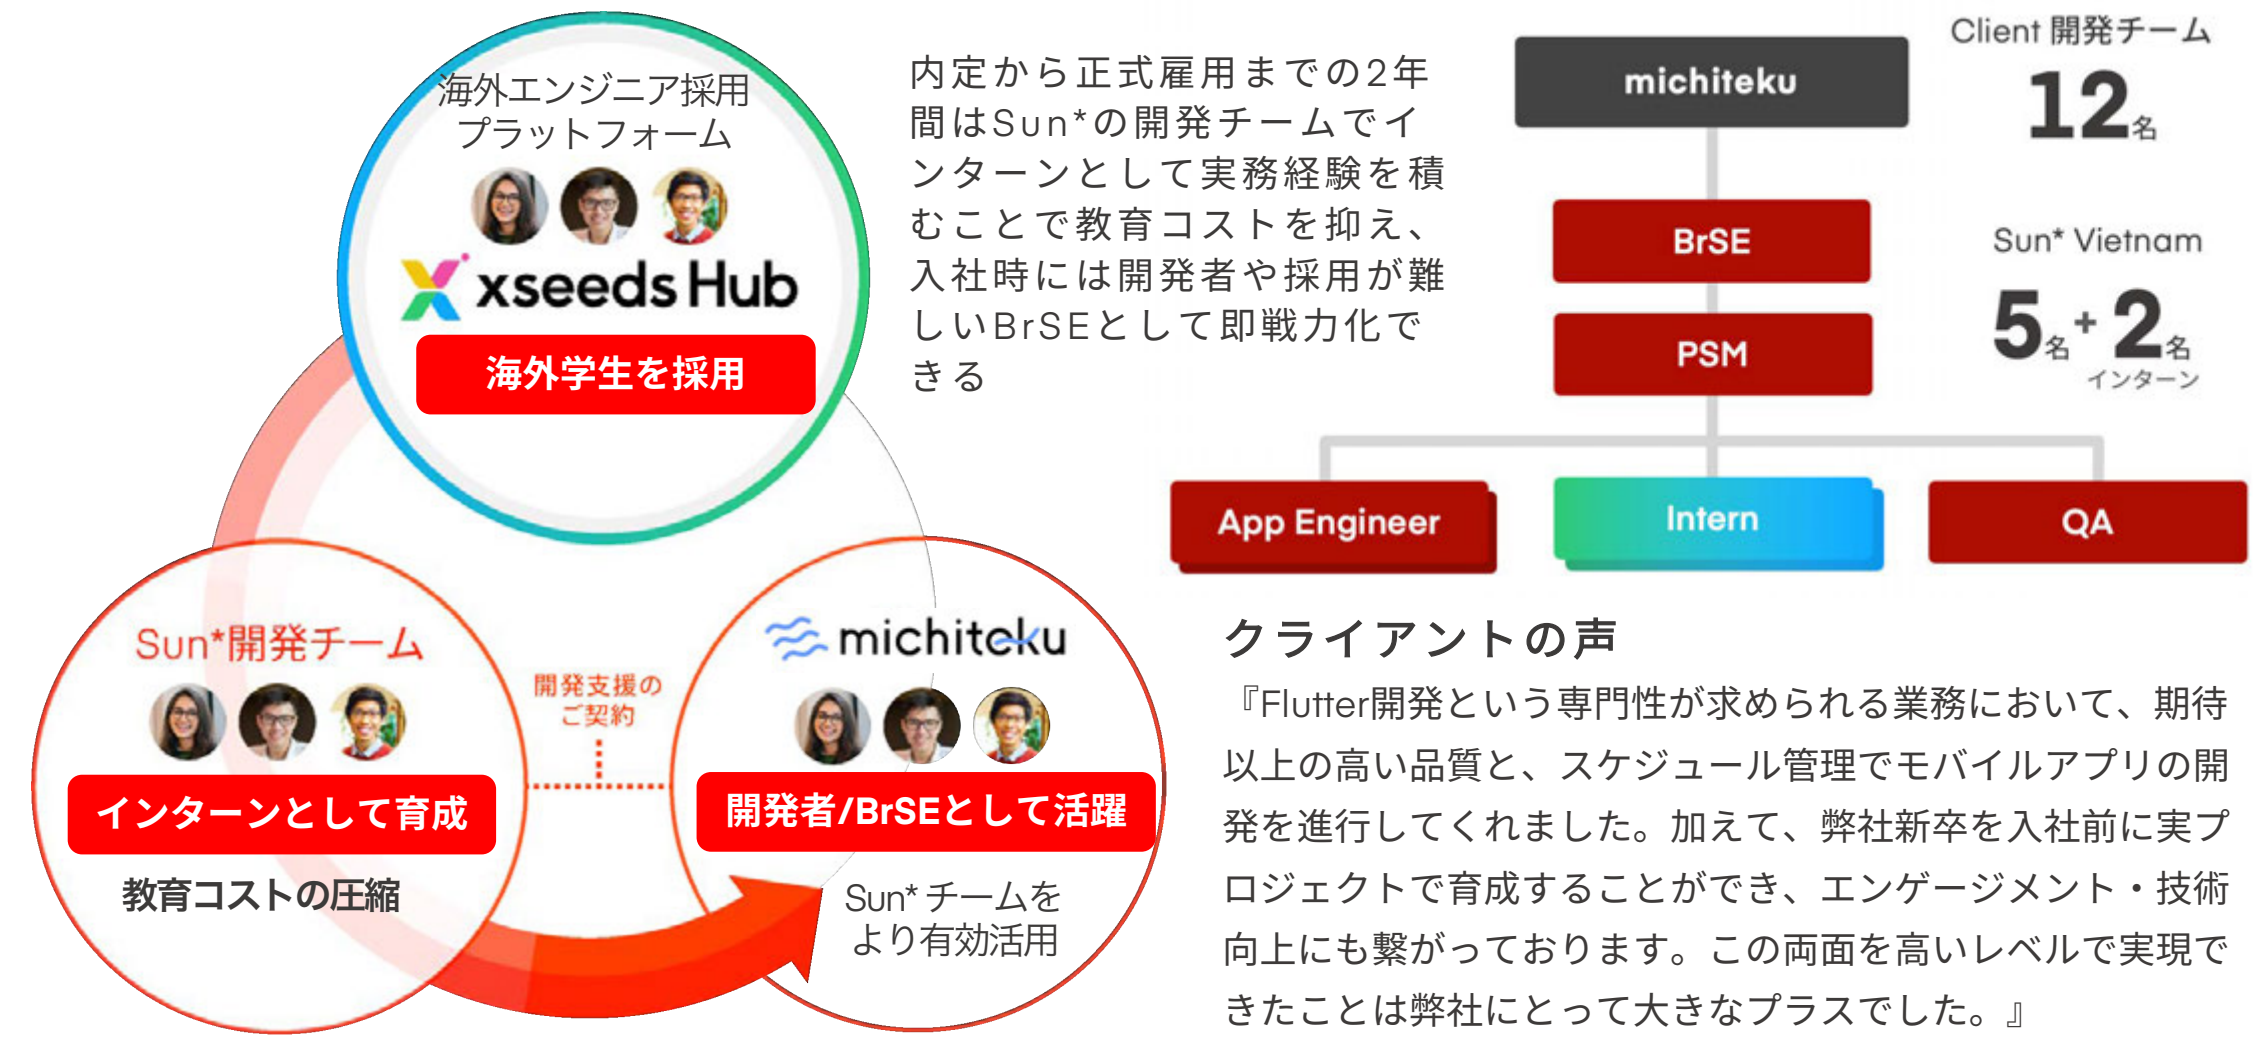 海外エンジニア採用
プラットフォーム
xseeds Hub
海外学生を採用
Sun*開発チーム
インターンとして育成
教育コストの圧縮
開発支援の
ご契約
michiteku
開発者/BrSEとして活躍
Sun* チームを
より有効活用
内定から正式雇用までの2年
間はSun*の開発チームでイ
ンターンとして実務経験を積
むことで教育コストを抑え、
入社時には開発者や採用が難
しいBrSEとして即戦力化で
きる
michiteku
BrSE
PSM
App Engineer
Intern
QA
Client 開発チーム
12名
Sun* Vietnam
5名+2名
インターン
クライアントの声
『Flutter開発という専門性が求められる業務において、期待
以上の高い品質と、スケジュール管理でモバイルアプリの開
発を進行してくれました。加えて、弊社新卒を入社前に実プ
ロジェクトで育成することができ、エンゲージメント・技術
向上にも繋がっております。この両面を高いレベルで実現で
きたことは弊社にとって大きなプラスでした。』